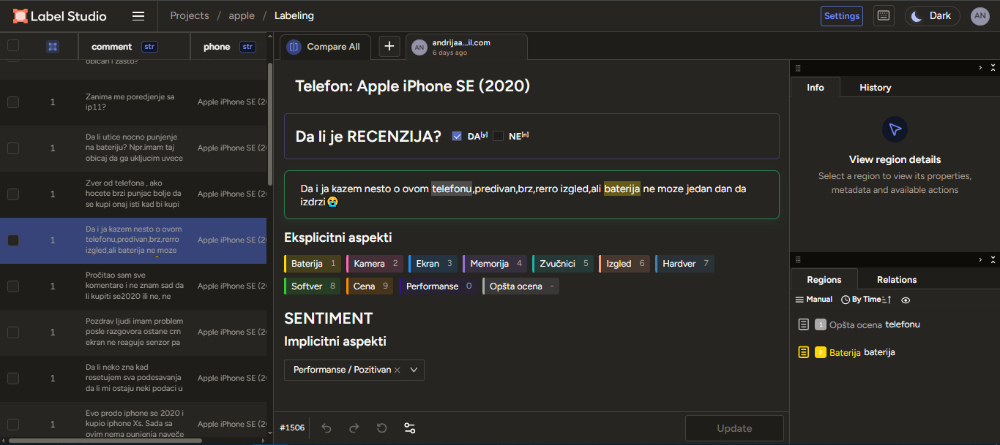 Label Studio
Projects / apple / Labeling
Settings
Dark
AN
comment str
phone str
obican i zasto?
1
Zanima me poredjenje sa
ip11?
Apple iPhone SE (20
1
Da li utice nocno punjenje
na bateriju? Npr.imam taj
obicaj da ga ukljucim uvece
Apple iPhone SE (20
1
Zver od telefona , ako
hocete brzi punjac bolje da
se kupi onaj isti kad bi kupi
Apple iPhone SE (20
1
Da i ja kazem nesto o ovom
telefonu,predivan,brz,rerro
izgled,ali baterija ne moze
Apple iPhone SE (20
1
Pročitao sam sve
komentare i ne znam sad da
li kupiti se2020 ili ne, ne
Apple iPhone SE (20
1
Pozdrav ljudi imam problem
posle razgovora ostane crn
ekran ne reaguje senzor pa
Apple iPhone SE (20
1
Da li neko zna kad
resetujem sva podesavanja
da li mi ostaju neki podaci u
Apple iPhone SE (20
1
Evo prodo iphone se 2020 i
kupio iphone Xs. Sada sa
ovim nema punjenja naveče
Apple iPhone SE (20
Compare All
+
AN
andrijaa...il.com
6 days ago
Telefon: Apple iPhone SE (2020)
Da li je RECENZIJA? DA[y] NE[n]
Da i ja kazem nesto o ovom telefonu,predivan,brz,rerro izgled,ali baterija ne moze jedan dan da
izdrzi😭
Eksplicitni aspekti
Baterija 1 Kamera 2 Ekran 3 Memorija 4 Zvučnici 5 Izgled 6 Hardver 7
Softver 8 Cena 9 Performanse 0 Opšta ocena -
SENTIMENT
Implicitni aspekti
Performanse / Pozitivan
#1506
Update
Info
History
View region details
Select a region to view its properties,
metadata and available actions
Regions
Relations
Manual By Time
1 Opšta ocena telefonu
2 Baterija baterija